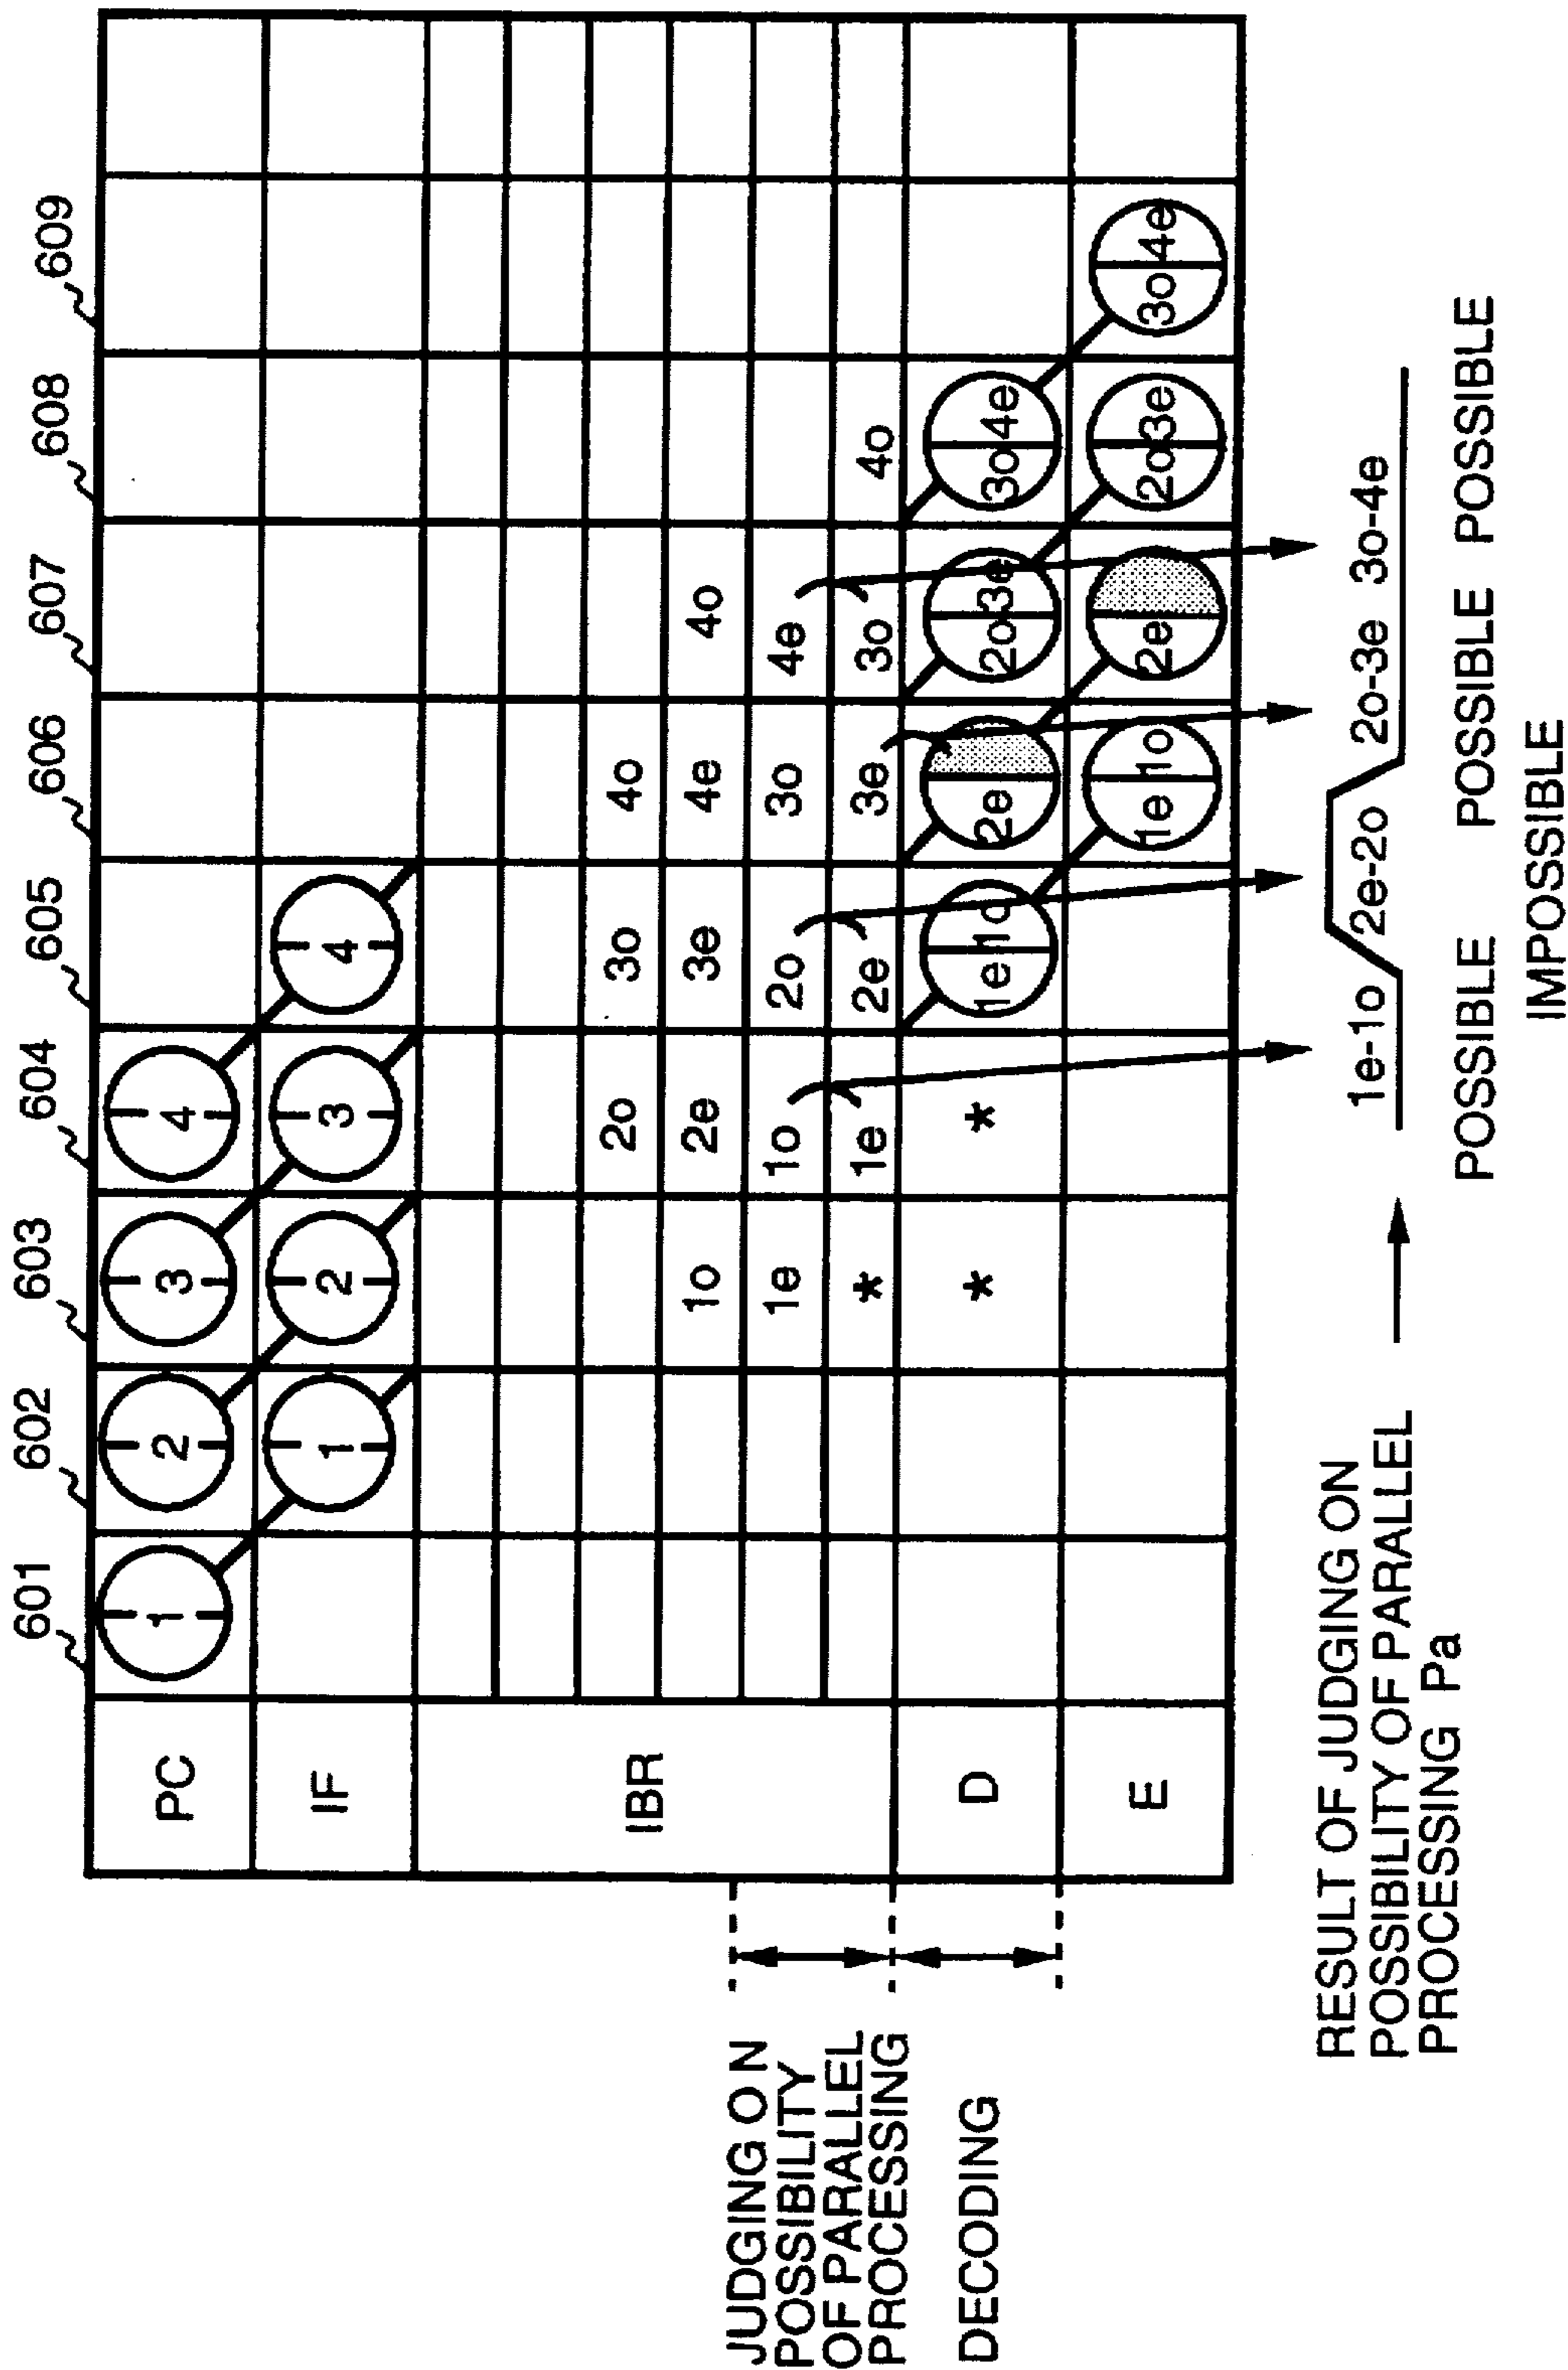 601 602 603 604 605 606 607 608 609
PC 1 2 3 4
IF 1 2 3 4
IBR
2o 3o 4o
1o 2e 3e 4e 4o
1e 1o 2o 3o 4e
* 1e 2e 3e 3o 4o
D * * 1e 1o 2e 2o 3e 3o 4e
E 1e 1o 2e 2o 3e 3o 4e
JUDGING ON
POSSIBILITY
OF PARALLEL
PROCESSING
DECODING
RESULT OF JUDGING ON
POSSIBILITY OF PARALLEL
PROCESSING Pa
1e-1o 2e-2o 2o-3e 3o-4e
POSSIBLE POSSIBLE POSSIBLE
IMPOSSIBLE